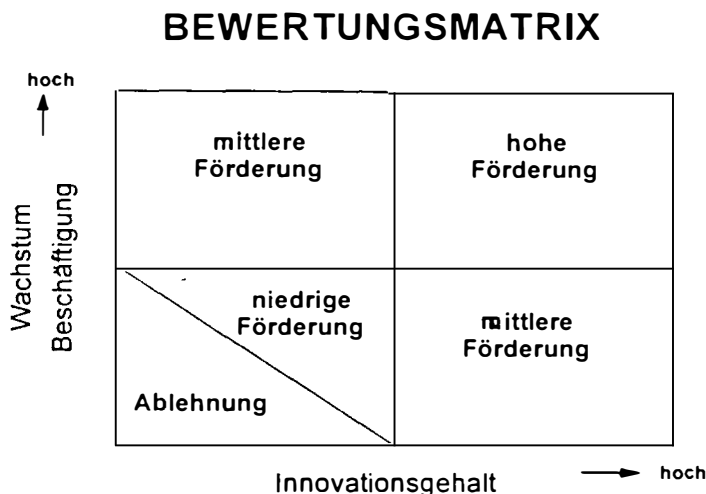 BEWERTUNGSMATRIX
hoch
mittlere
Förderung
hohe
Förderung
Wachstum
Beschäftigung
niedrige
Förderung
mittlere
Förderung
Ablehnung
Innovationsgehalt
hoch